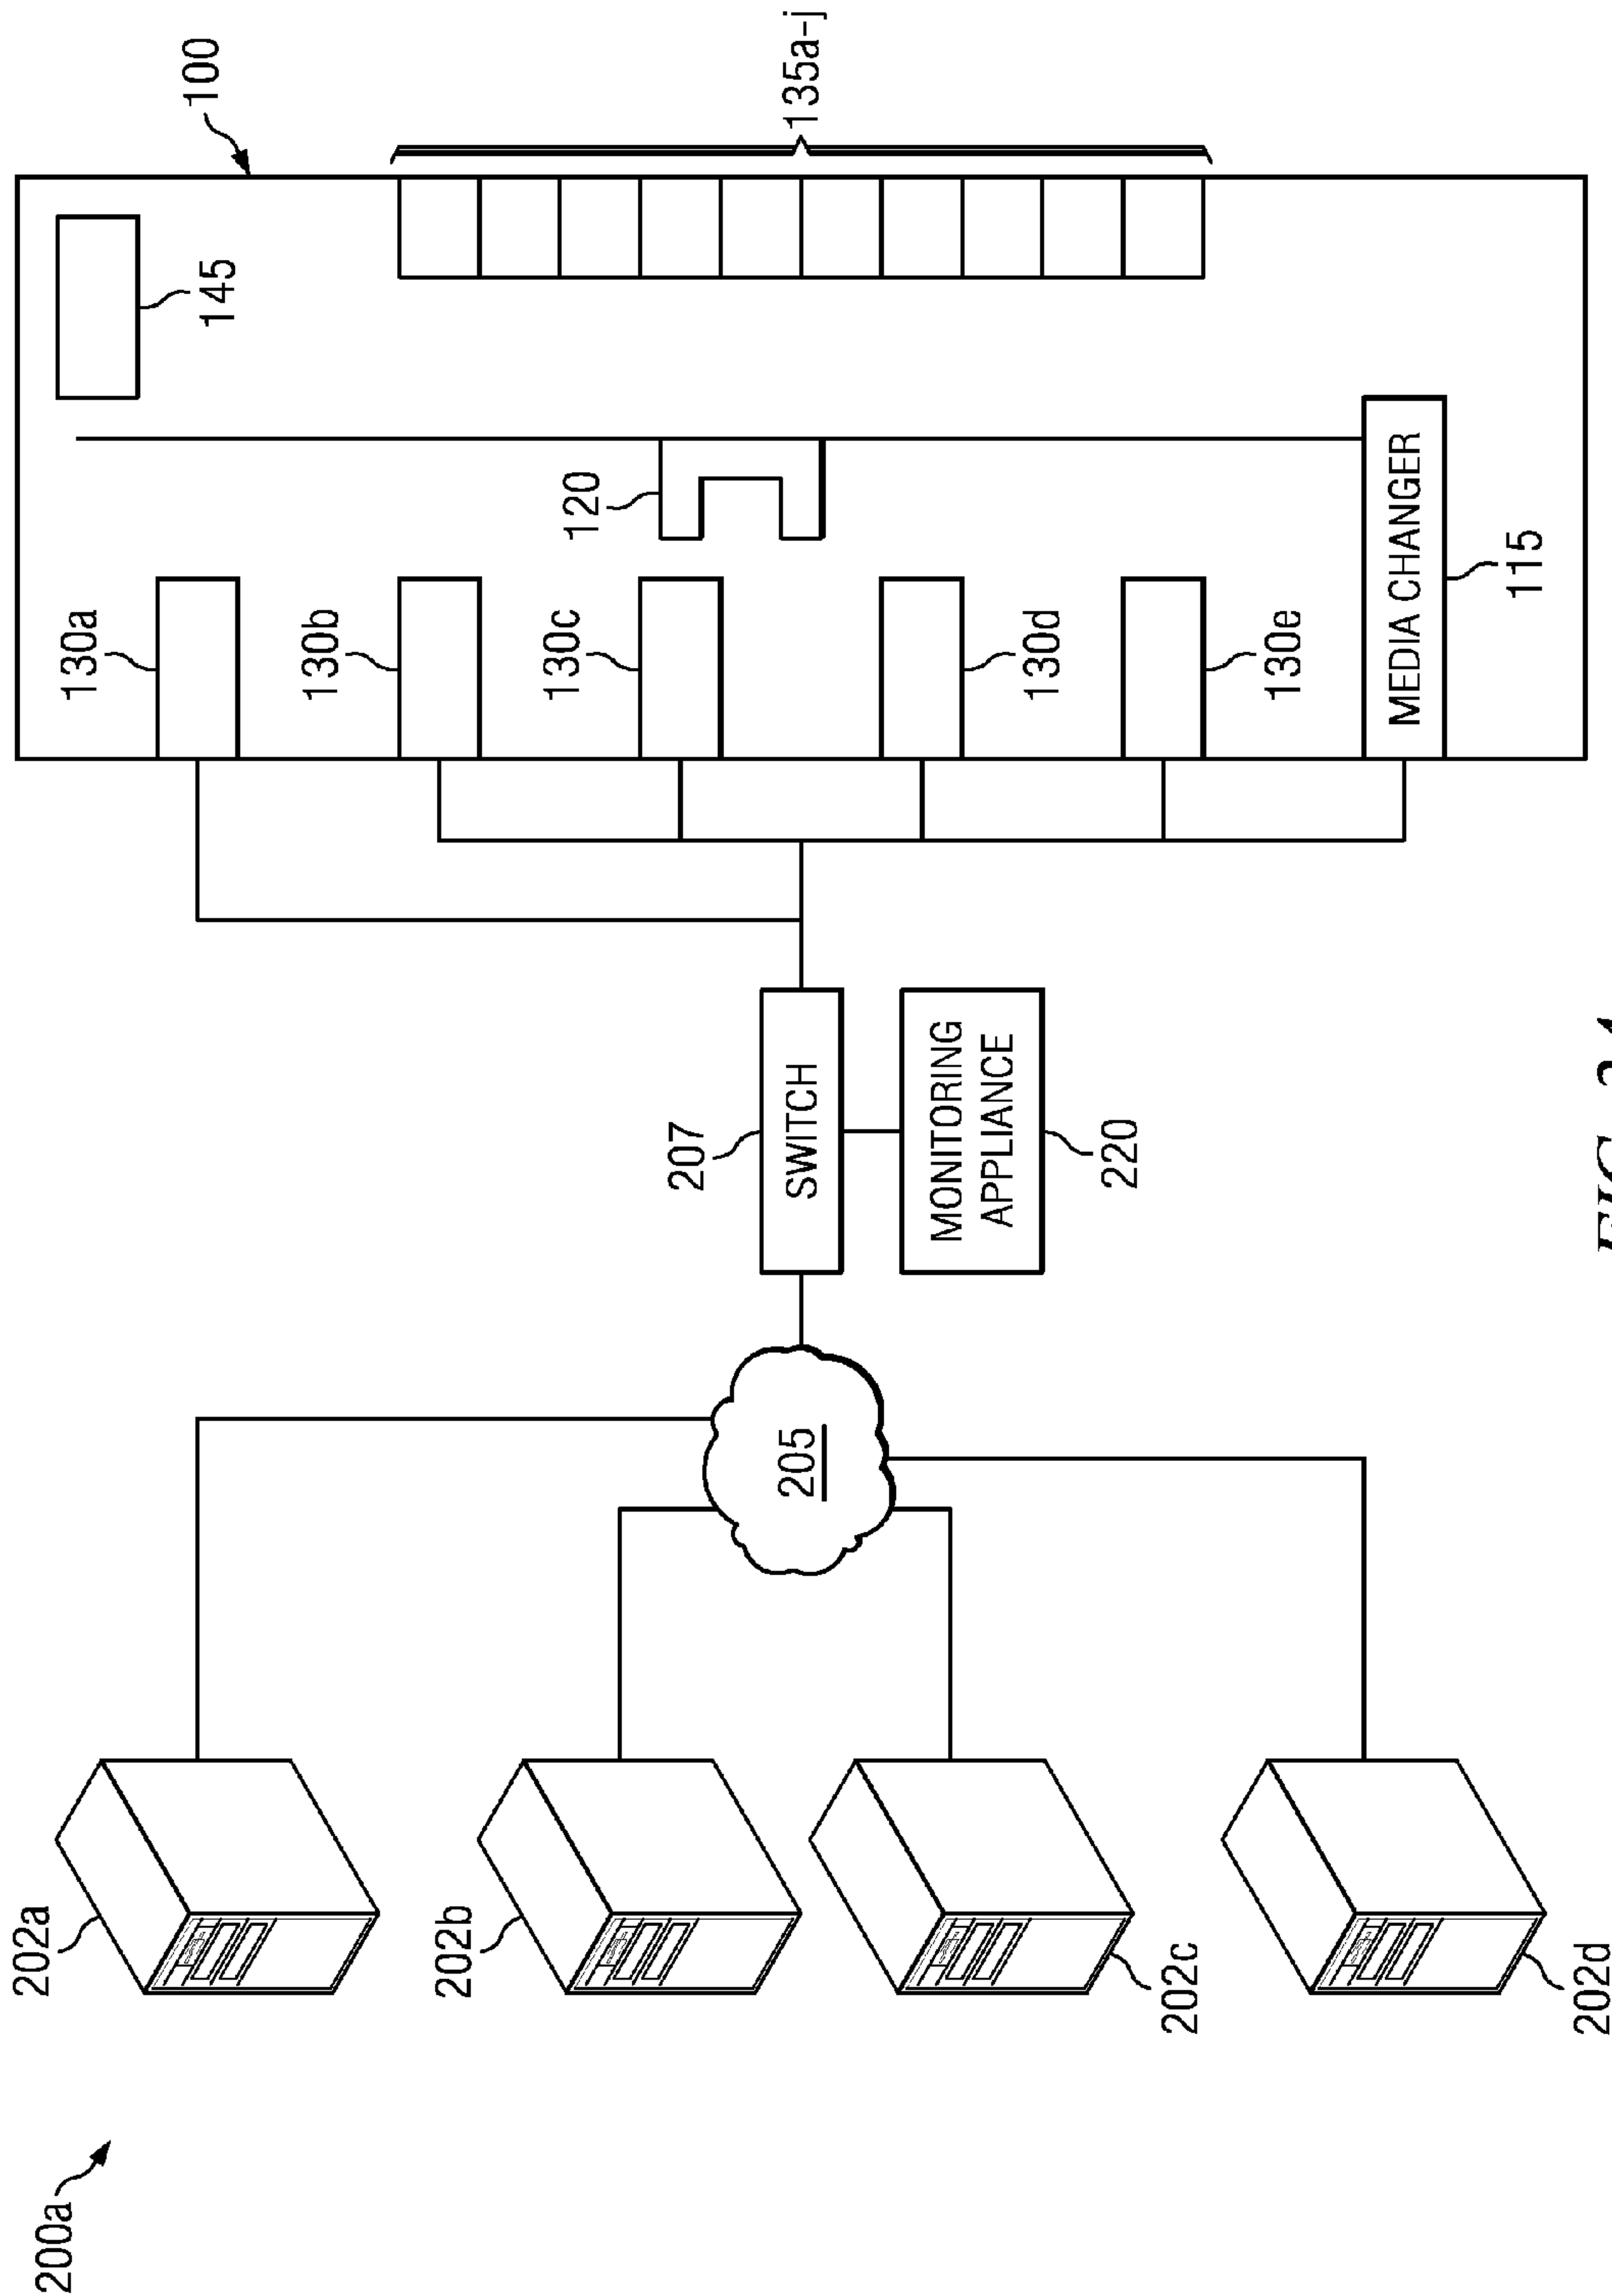 200a
202a
202b
202c
202d
205
207
SWITCH
MONITORING
APPLIANCE
220
100
130a
130b
130c
130d
130e
120
145
135a-j
MEDIA CHANGER
115